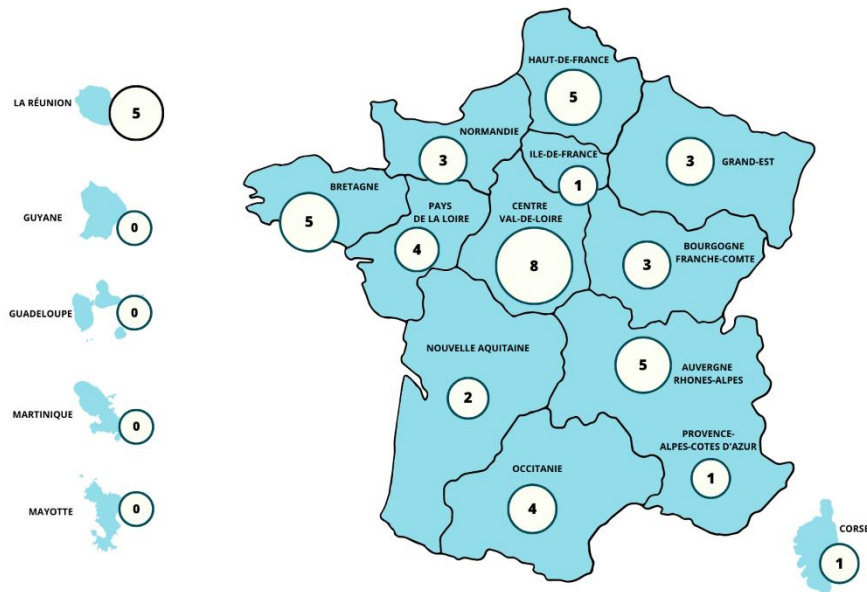 LA RÉUNION
5
GUYANE
0
GUADELOUPE
0
MARTINIQUE
0
MAYOTTE
0
HAUT-DE-FRANCE
5
NORMANDIE
3
ILE-DE-FRANCE
1
GRAND-EST
3
BRETAGNE
5
PAYS
DE LA LOIRE
4
CENTRE
VAL-DE-LOIRE
8
BOURGOGNE
FRANCHE-COMTE
3
NOUVELLE AQUITAINE
2
AUVERGNE
RHONES-ALPES
5
PROVENCE-
ALPES-COTES D'AZUR
1
OCCITANIE
4
CORSE
1